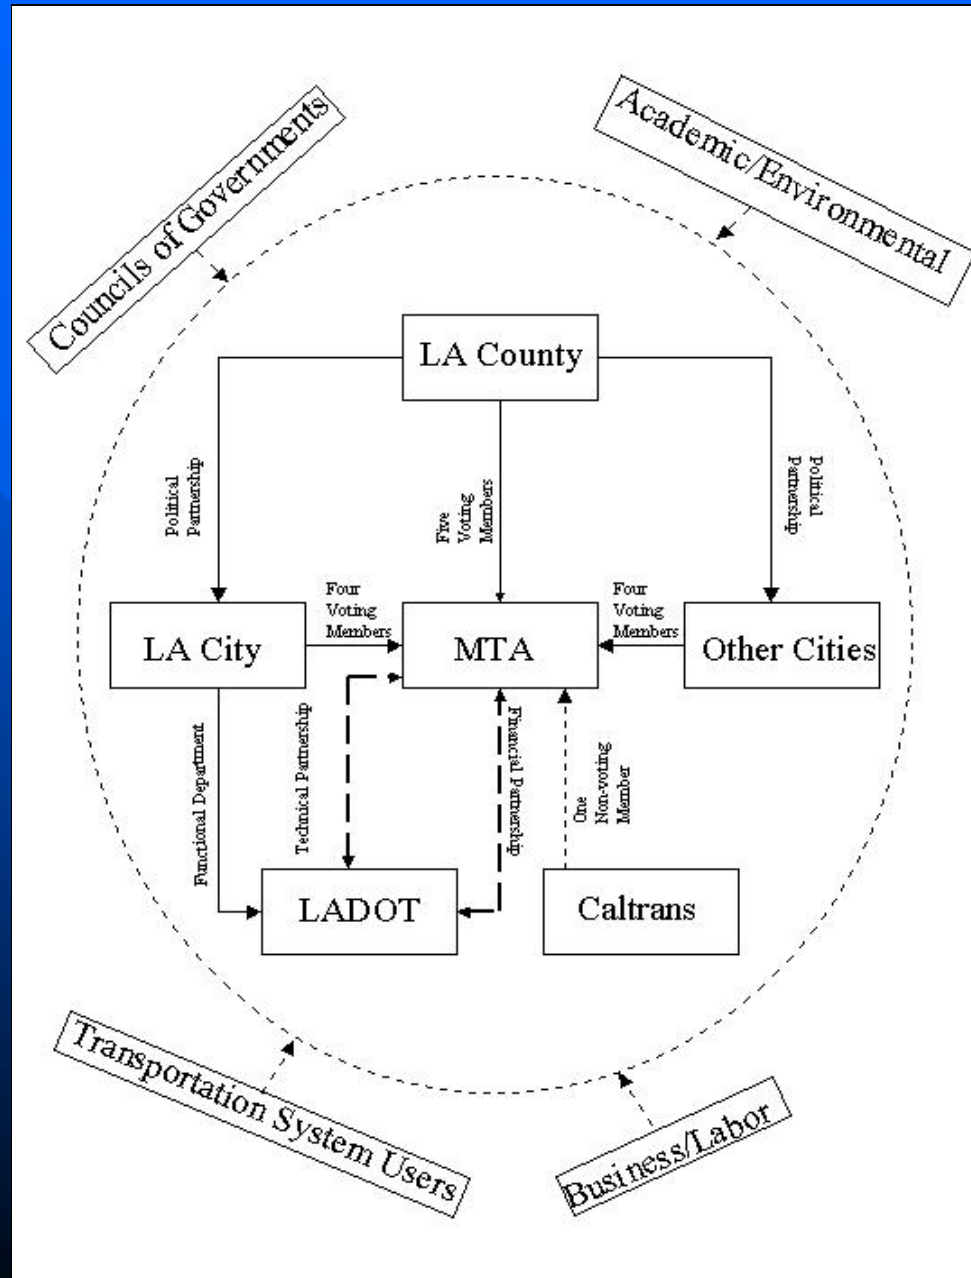 Councils of Governments
Academic/Environmental
LA County
Political
Partnership
Five
Voting
Members
Political
Partnership
LA City
Four
Voting
Members
MTA
Four
Voting
Members
Other Cities
Functional Department
Technical Partnership
Financial Partnership
One
Non-voting
Member
LADOT
Caltrans
Transportation System Users
Business/Labor